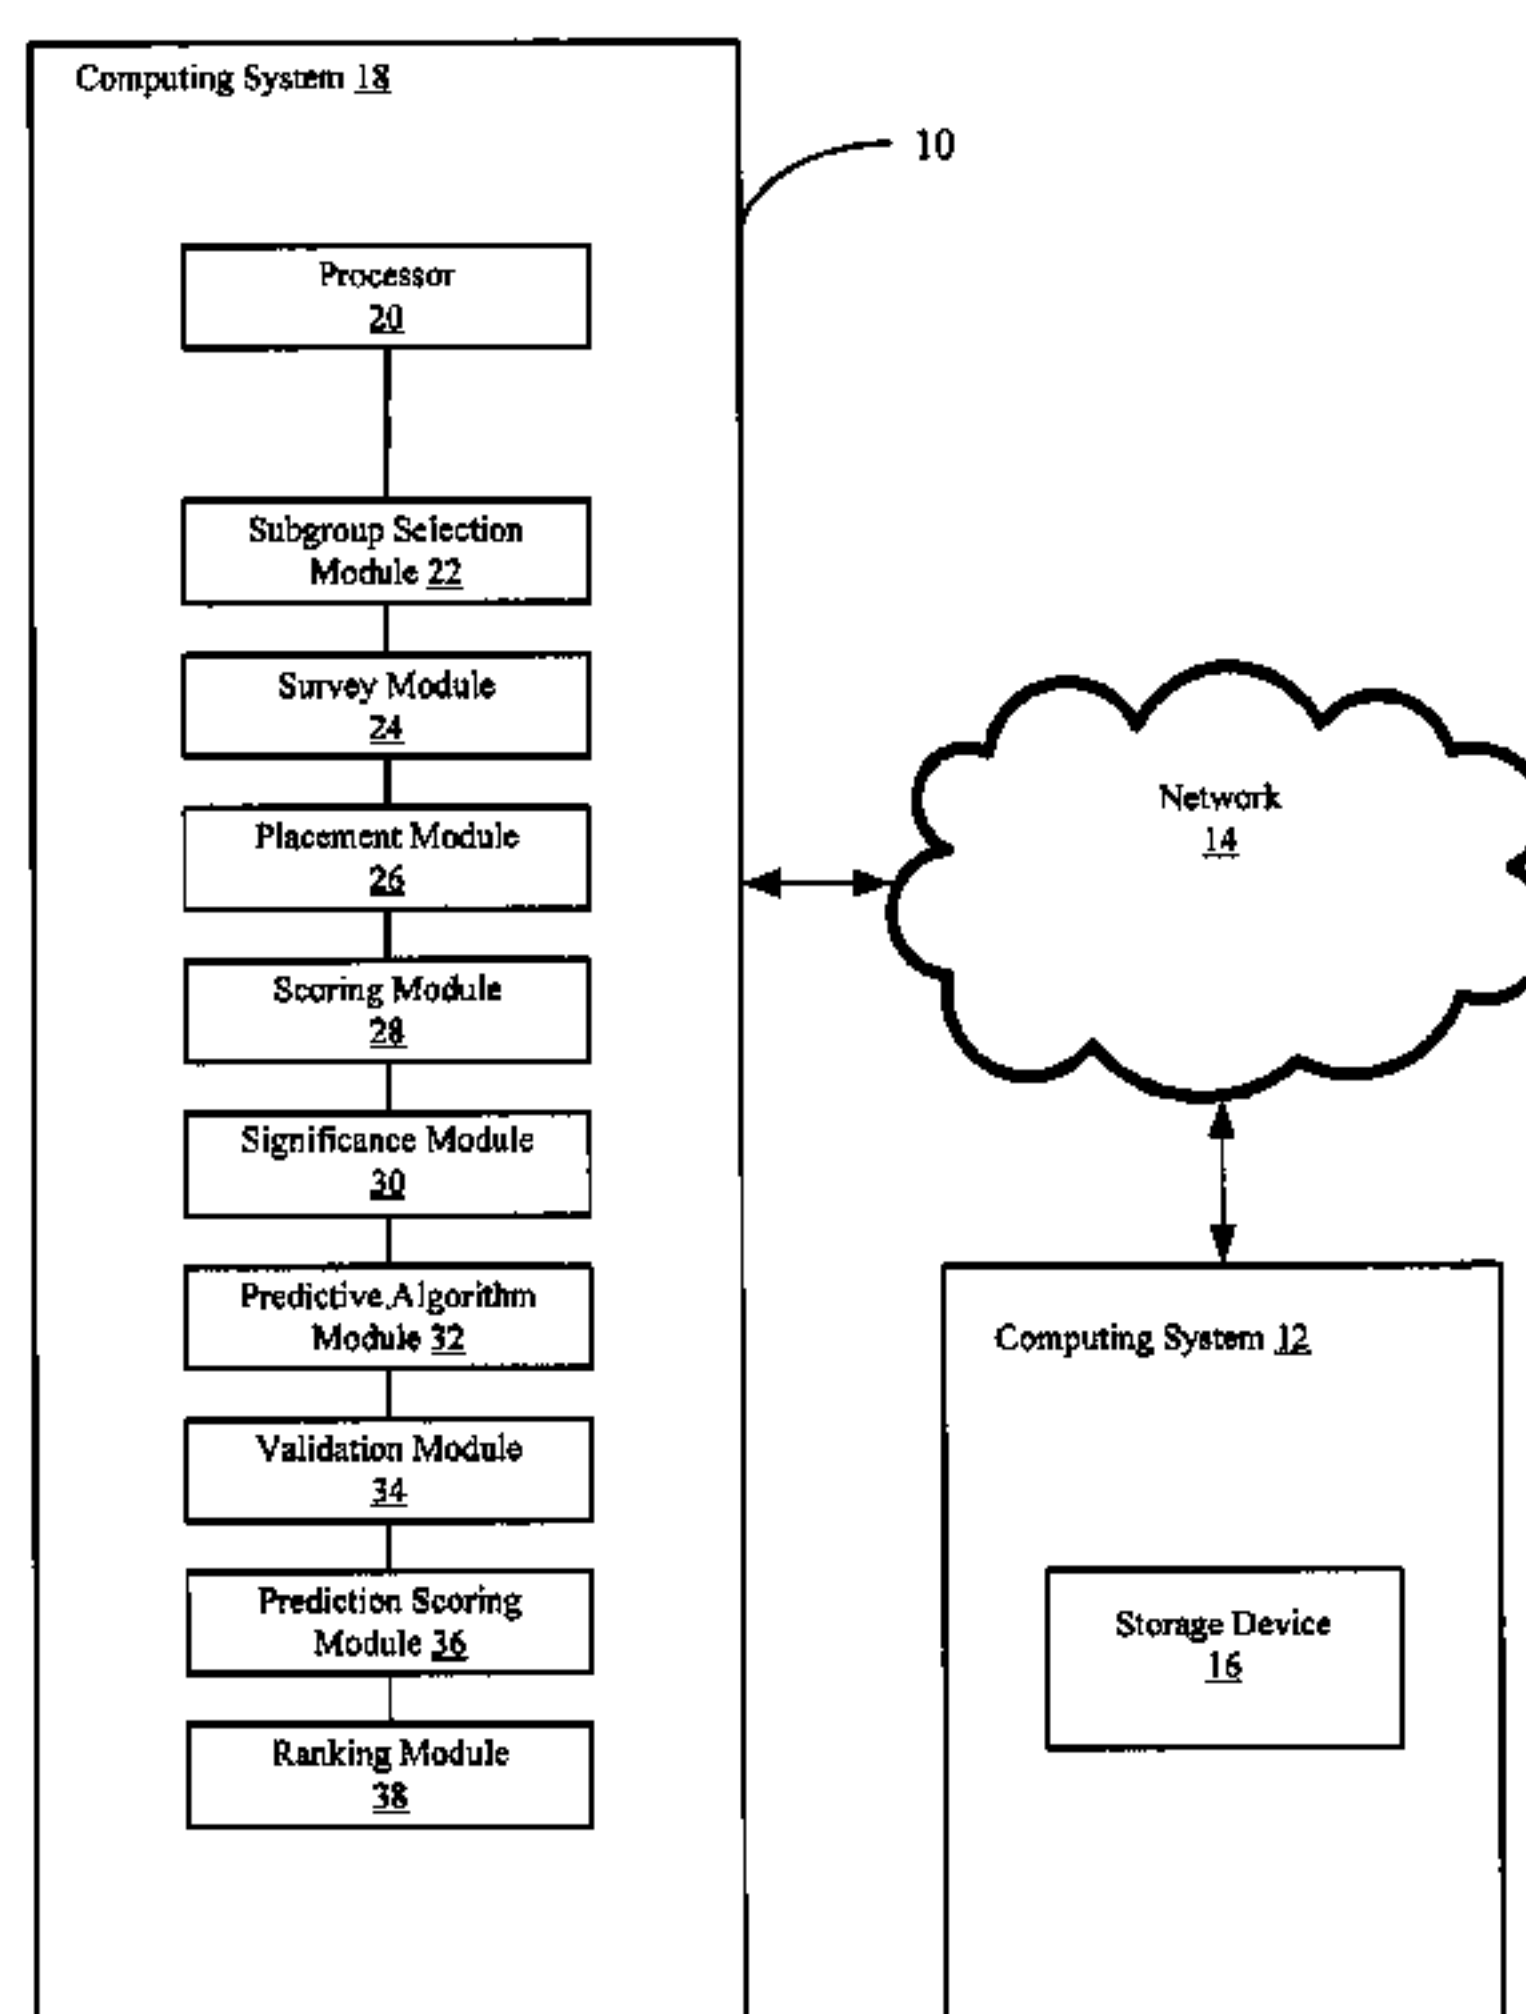 Computing System 18
10
Processor
20
Subgroup Selection
Module 22
Survey Module
24
Placement Module
26
Scoring Module
28
Significance Module
30
Predictive Algorithm
Module 32
Validation Module
34
Prediction Scoring
Module 36
Ranking Module
38
Network
14
Computing System 12
Storage Device
16